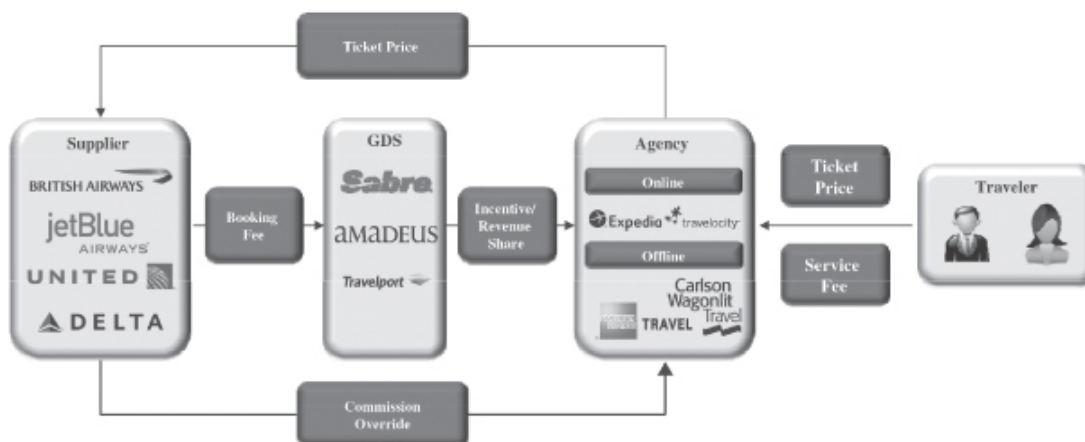 Ticket Price
Supplier
BRITISH AIRWAYS
jetBlue
AIRWAYS
UNITED
DELTA
Booking
Fee
GDS
Sabre
amadeus
Travelport
Incentive/
Revenue
Share
Agency
Online
Expedia travelocity
Offline
Carlson
Wagonlit
Travel
TRAVEL
Ticket
Price
Service
Fee
Traveler
Commission
Override